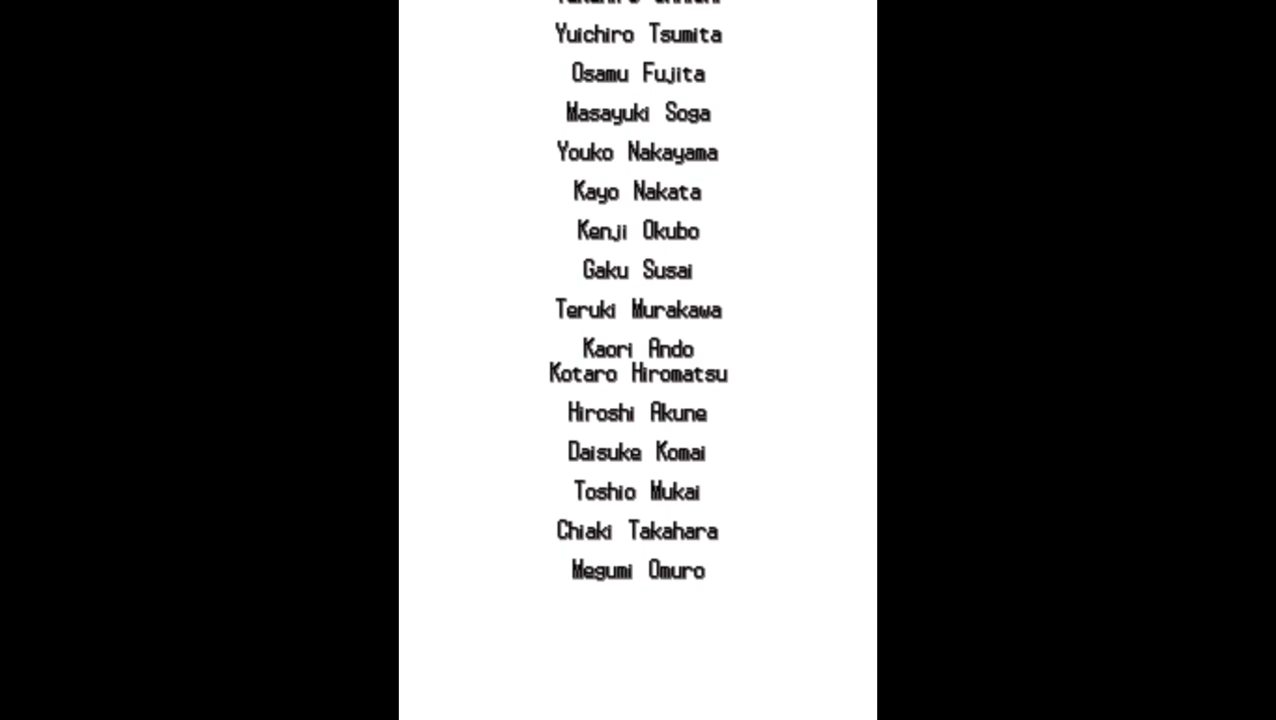 Yuichiro Tsumita
Osamu Fujita
Masayuki Soga
Youko Nakayama
Kayo Nakata
Kenji Okubo
Gaku Susai
Teruki Murakawa
Kaori Ando
Kotaro Hiromatsu
Hiroshi Akune
Daisuke Komai
Toshio Mukai
Chiaki Takahara
Megumi Omuro